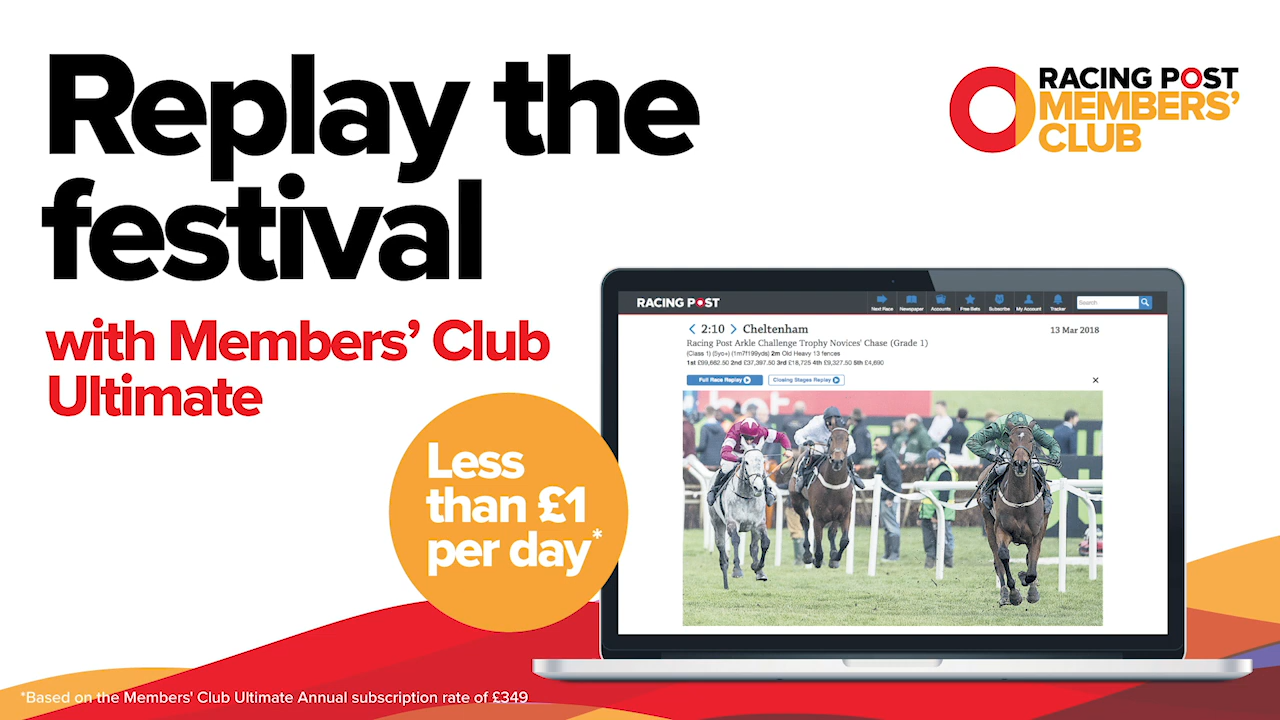 Replay the
festival
with Members' Club
Ultimate
RACING POST
MEMBERS'
CLUB
Less
than £1
per day*
RACING POST
Next Race Newspaper Accounts Free Bets Subscribe My Account Tracker Search
< 2:10 > Cheltenham 13 Mar 2018
Racing Post Arkle Challenge Trophy Novices' Chase (Grade 1)
(Class 1) (5yo+) (1m7f199yds) 2m Old Heavy 13 fences
1st £99,662.50 2nd £37,397.50 3rd £18,725 4th £9,327.50 5th £4,690
Full Race Replay Closing Stages Replay ×
*Based on the Members' Club Ultimate Annual subscription rate of £349